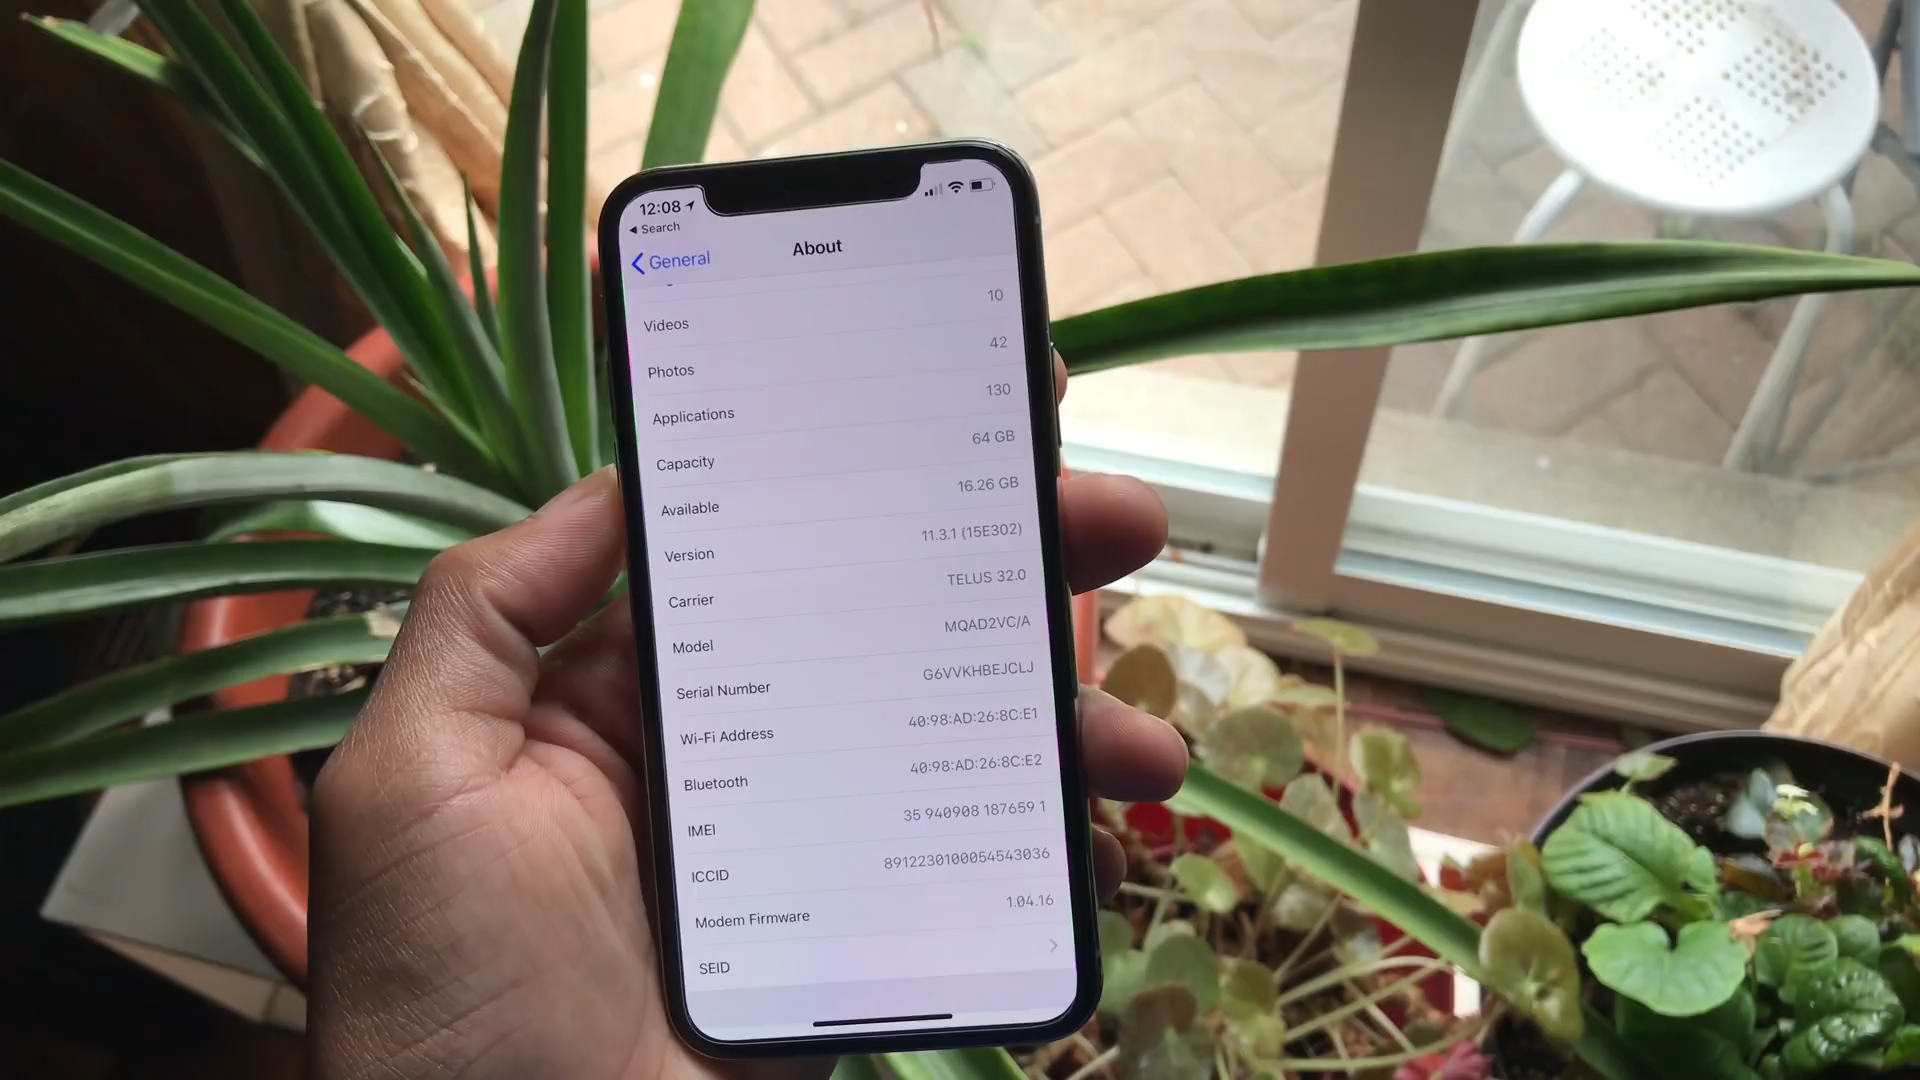 12:08
Search
General
About
Videos 10
Photos 42
Applications 130
Capacity 64 GB
Available 16.26 GB
Version 11.3.1 (15E302)
Carrier TELUS 32.0
Model MQAD2VC/A
Serial Number G6VVKHBEJCLJ
Wi-Fi Address 40:98:AD:26:8C:E1
Bluetooth 40:98:AD:26:8C:E2
IMEI 35 940908 187659 1
ICCID 8912230100054543036
Modem Firmware 1.04.16
SEID